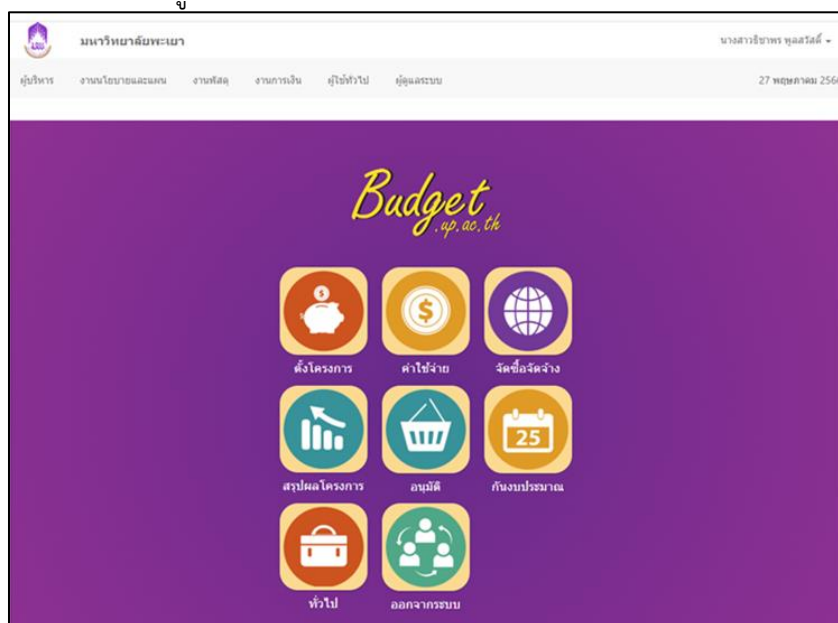 มหาวิทยาลัยพะเยา
นางสาวธิชาพร พูลสวัสดิ์
ผู้บริหาร งานนโยบายและแผน งานพัสดุ งานการเงิน ผู้ใช้ทั่วไป ผู้ดูแลระบบ 27 พฤษภาคม 256
Budget
.up.ac.th
ตั้งโครงการ ค่าใช้จ่าย จัดซื้อจัดจ้าง
25
สรุปผลโครงการ อนุมัติ กันงบประมาณ
ทั่วไป ออกจากระบบ